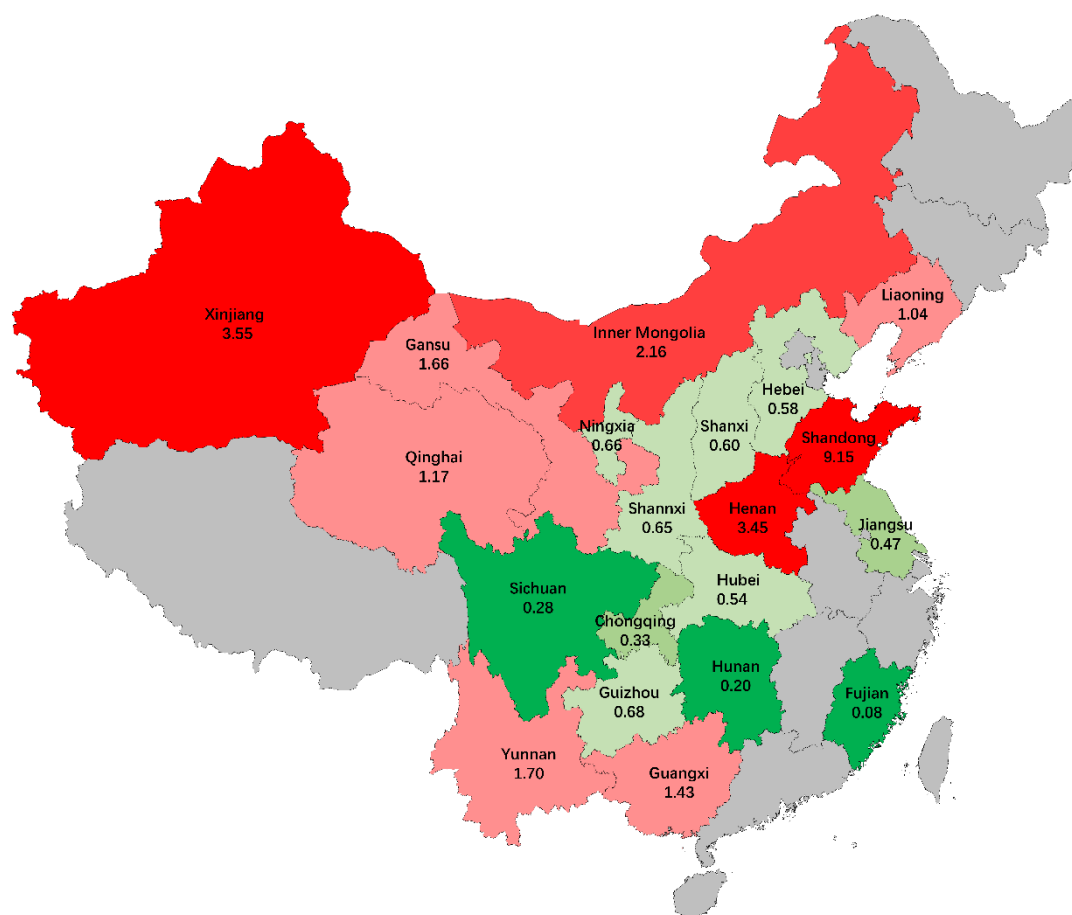 Xinjiang
3.55
Gansu
1.66
Inner Mongolia
2.16
Liaoning
1.04
Hebei
0.58
Ningxia
0.66
Shanxi
0.60
Shandong
9.15
Qinghai
1.17
Shannxi
0.65
Henan
3.45
Jiangsu
0.47
Sichuan
0.28
Hubei
0.54
Chongqing
0.33
Hunan
0.20
Fujian
0.08
Guizhou
0.68
Yunnan
1.70
Guangxi
1.43